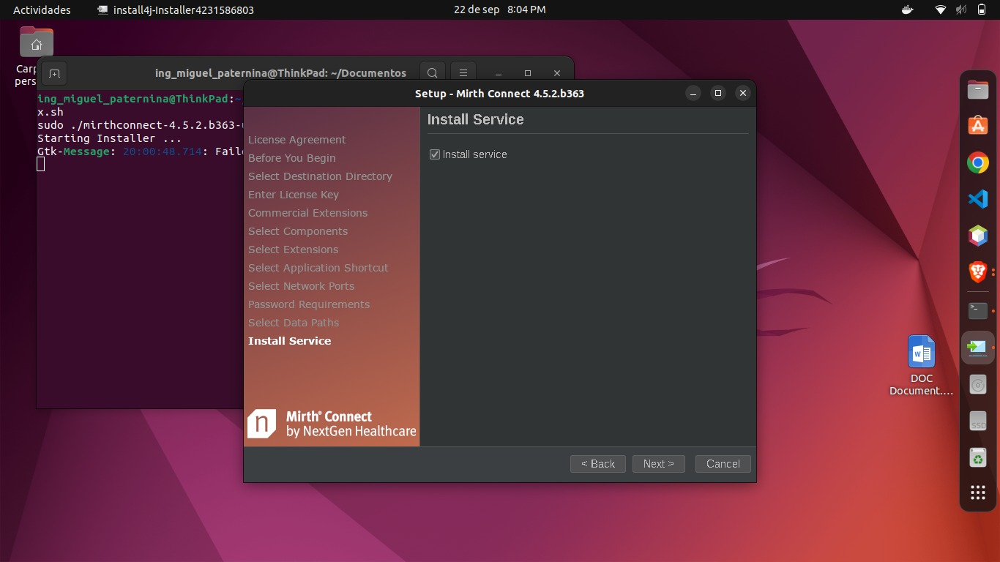 Actividades
install4j-Installer4231586803
22 de sep 8:04 PM
Carp
pers
ing_miguel_paternina@ThinkPad: ~/Documentos
ing_miguel_paternina@ThinkPad:~
x.sh
sudo ./mirthconnect-4.5.2.b363-
Starting Installer ...
Gtk-Message: 20:00:48.714: Faile
Setup - Mirth Connect 4.5.2.b363
License Agreement
Before You Begin
Select Destination Directory
Enter License Key
Commercial Extensions
Select Components
Select Extensions
Select Application Shortcut
Select Network Ports
Password Requirements
Select Data Paths
Install Service
n Mirth® Connect
by NextGen Healthcare
Install Service
Install service
< Back Next > Cancel
W
DOC
Document....
>_
SSD